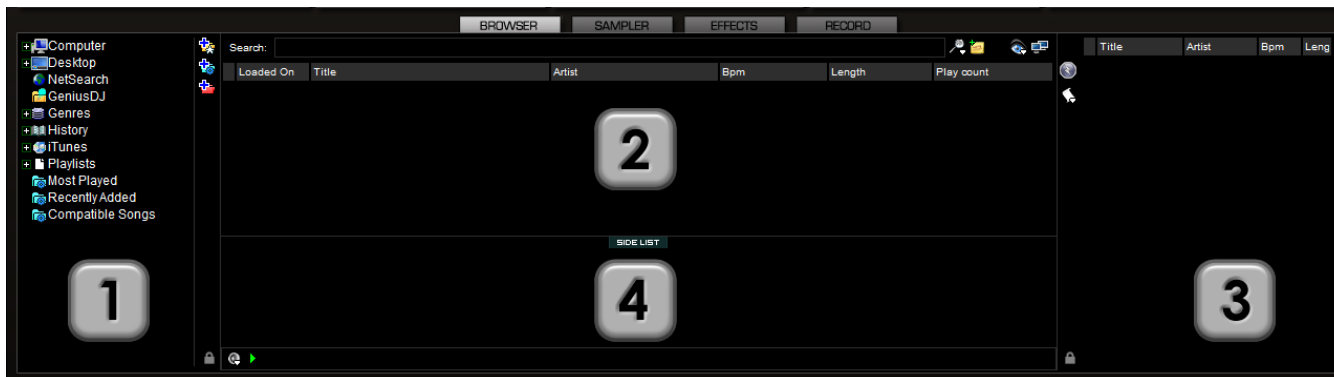 BROWSER SAMPLER EFFECTS RECORD
Computer
Desktop
NetSearch
GeniusDJ
Genres
History
iTunes
Playlists
Most Played
Recently Added
Compatible Songs
1
Search:
Loaded On Title Artist Bpm Length Play count
2
SIDE LIST
4
Title Artist Bpm Leng
3